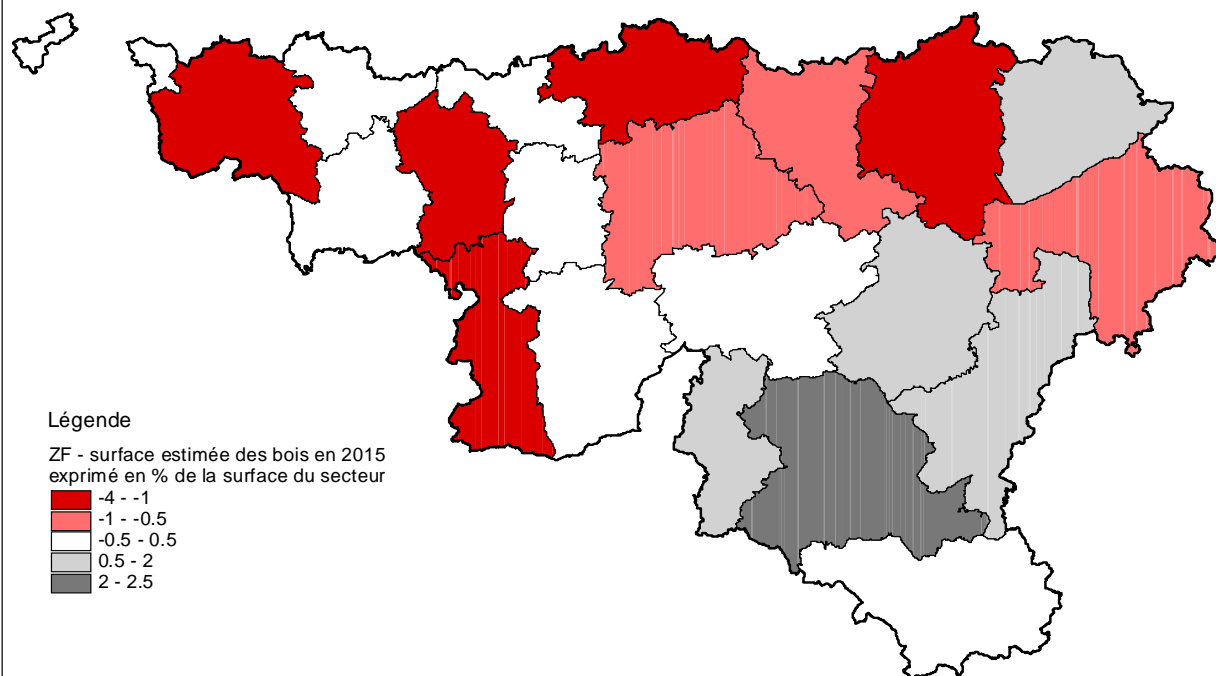 Légende
ZF - surface estimée des bois en 2015
exprimé en % de la surface du secteur
-4 - -1
-1 - -0.5
-0.5 - 0.5
0.5 - 2
2 - 2.5